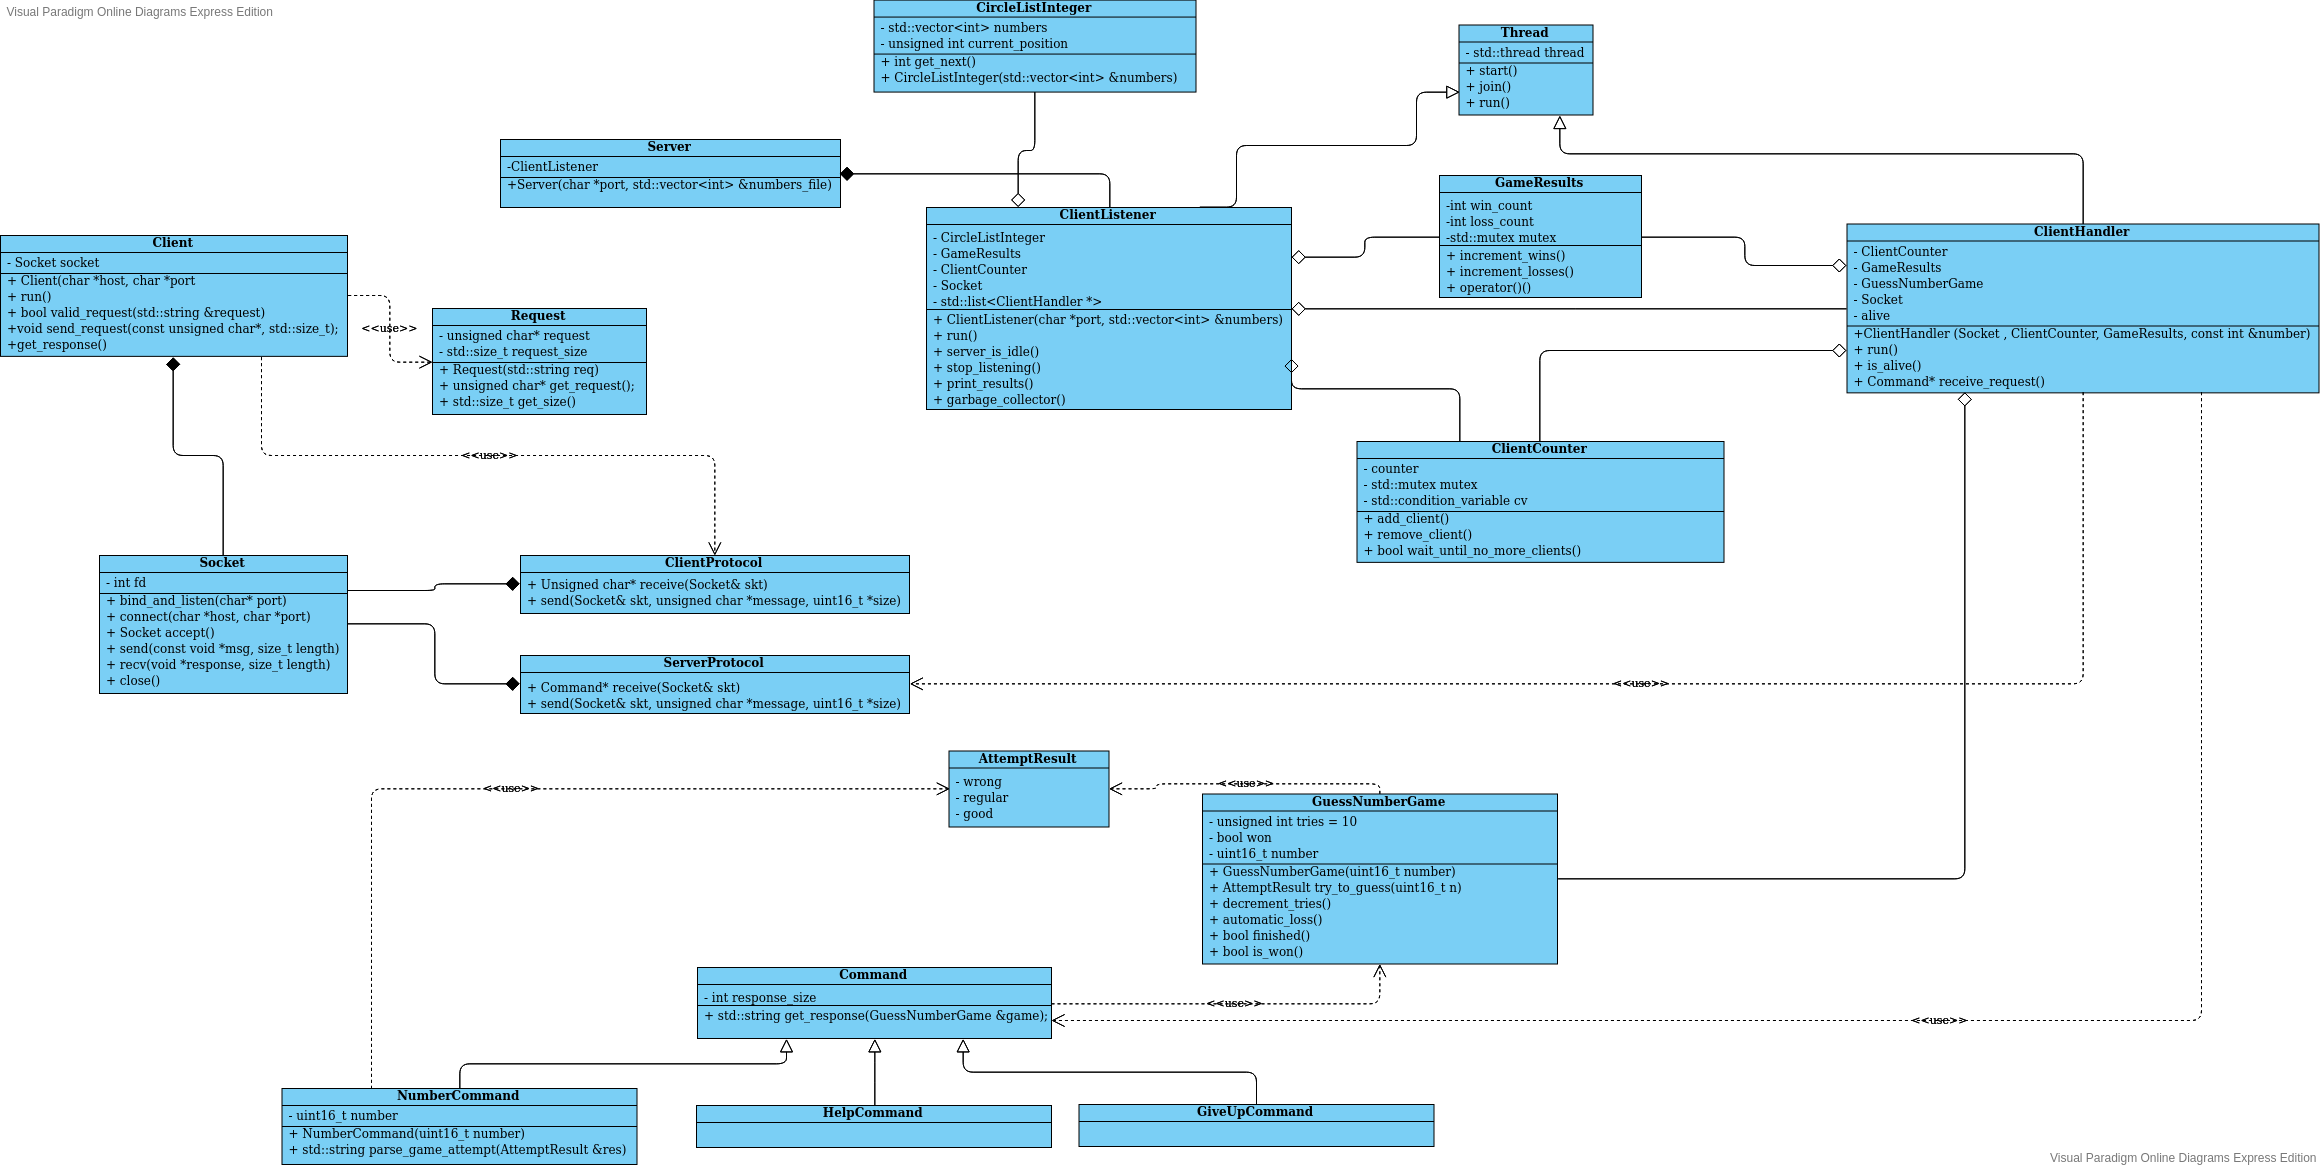 Visual Paradigm Online Diagrams Express Edition
CircleListInteger
- std::vector<int> numbers
- unsigned int current_position
+ int get_next()
+ CircleListInteger(std::vector<int> &numbers)
Thread
- std::thread thread
+ start()
+ join()
+ run()
Server
-ClientListener
+Server(char *port, std::vector<int> &numbers_file)
GameResults
-int win_count
-int loss_count
-std::mutex mutex
+ increment_wins()
+ increment_losses()
+ operator()()
ClientListener
- CircleListInteger
- GameResults
- ClientCounter
- Socket
- std::list<ClientHandler *>
+ ClientListener(char *port, std::vector<int> &numbers)
+ run()
+ server_is_idle()
+ stop_listening()
+ print_results()
+ garbage_collector()
ClientHandler
- ClientCounter
- GameResults
- GuessNumberGame
- Socket
- alive
+ClientHandler (Socket , ClientCounter, GameResults, const int &number)
+ run()
+ is_alive()
+ Command* receive_request()
Client
- Socket socket
+ Client(char *host, char *port
+ run()
+ bool valid_request(std::string &request)
+void send_request(const unsigned char*, std::size_t);
+get_response()
<<use>>
Request
- unsigned char* request
- std::size_t request_size
+ Request(std::string req)
+ unsigned char* get_request();
+ std::size_t get_size()
<<use>>
ClientCounter
- counter
- std::mutex mutex
- std::condition_variable cv
+ add_client()
+ remove_client()
+ bool wait_until_no_more_clients()
Socket
- int fd
+ bind_and_listen(char* port)
+ connect(char *host, char *port)
+ Socket accept()
+ send(const void *msg, size_t length)
+ recv(void *response, size_t length)
+ close()
ClientProtocol
+ Unsigned char* receive(Socket& skt)
+ send(Socket& skt, unsigned char *message, uint16_t *size)
ServerProtocol
+ Command* receive(Socket& skt)
+ send(Socket& skt, unsigned char *message, uint16_t *size)
<<use>>
AttemptResult
- wrong
- regular
- good
<<use>>
<<use>>
GuessNumberGame
- unsigned int tries = 10
- bool won
- uint16_t number
+ GuessNumberGame(uint16_t number)
+ AttemptResult try_to_guess(uint16_t n)
+ decrement_tries()
+ automatic_loss()
+ bool finished()
+ bool is_won()
Command
- int response_size
+ std::string get_response(GuessNumberGame &game);
<<use>>
<<use>>
NumberCommand
- uint16_t number
+ NumberCommand(uint16_t number)
+ std::string parse_game_attempt(AttemptResult &res)
HelpCommand
GiveUpCommand
Visual Paradigm Online Diagrams Express Edition